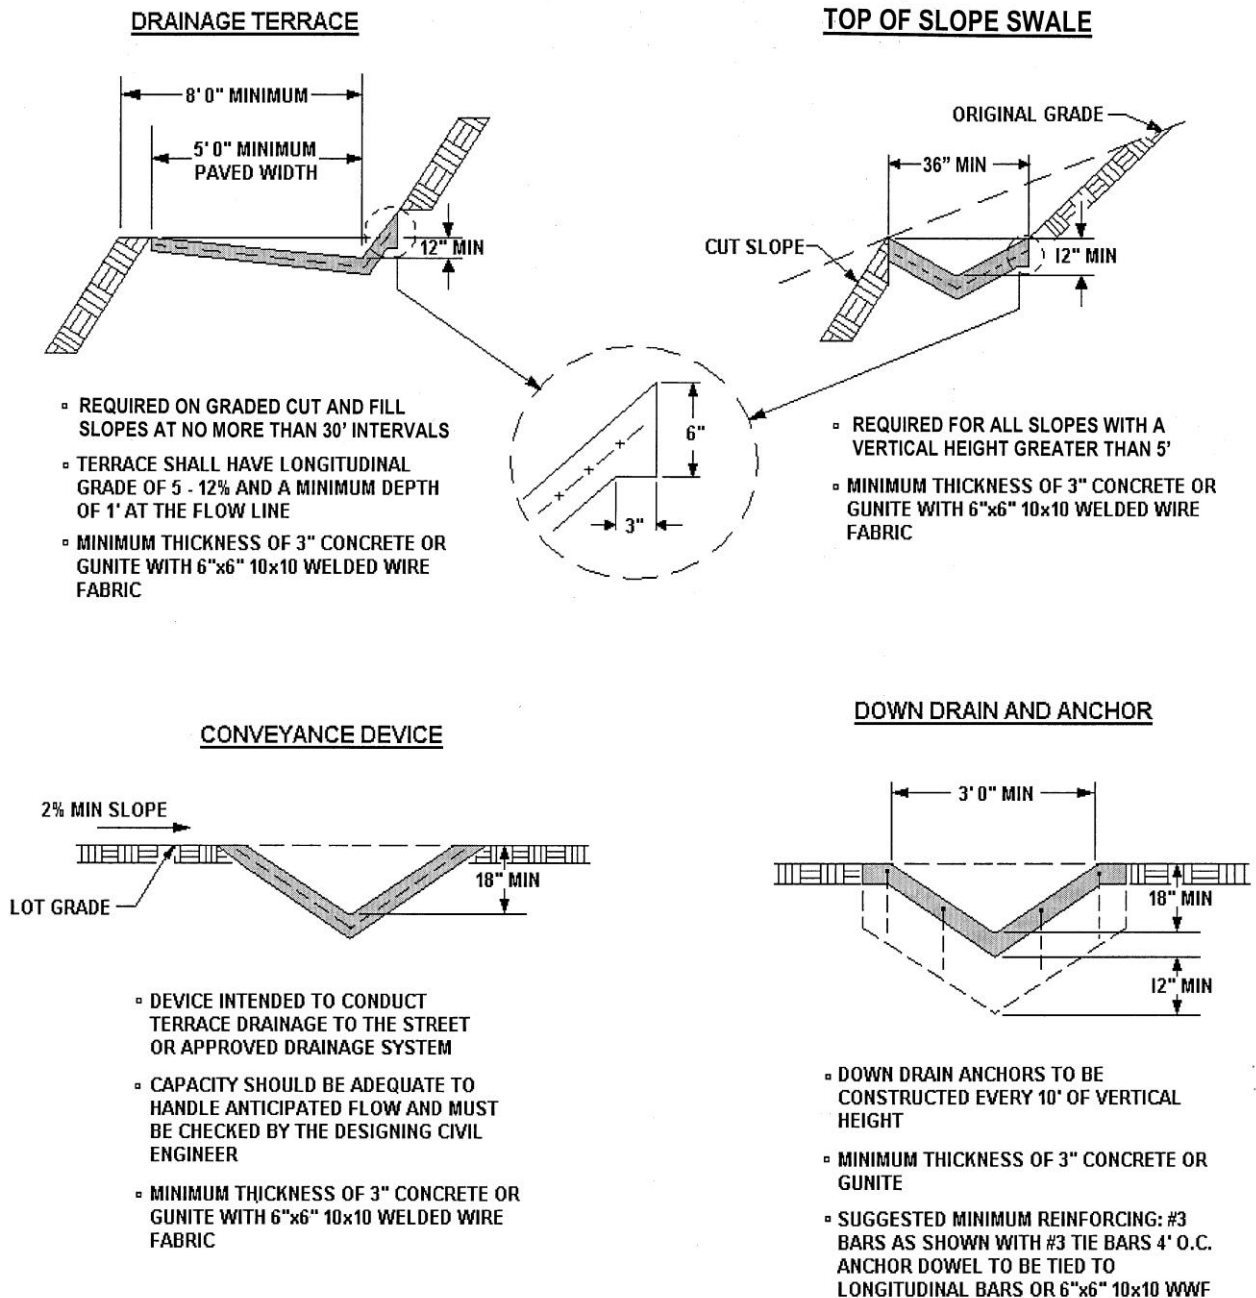 DRAINAGE TERRACE
8' 0" MINIMUM
5' 0" MINIMUM
PAVED WIDTH
12" MIN
▫ REQUIRED ON GRADED CUT AND FILL
SLOPES AT NO MORE THAN 30' INTERVALS
▫ TERRACE SHALL HAVE LONGITUDINAL
GRADE OF 5 - 12% AND A MINIMUM DEPTH
OF 1' AT THE FLOW LINE
▫ MINIMUM THICKNESS OF 3" CONCRETE OR
GUNITE WITH 6"x6" 10x10 WELDED WIRE
FABRIC
TOP OF SLOPE SWALE
ORIGINAL GRADE
36" MIN
CUT SLOPE
12" MIN
6"
3"
▫ REQUIRED FOR ALL SLOPES WITH A
VERTICAL HEIGHT GREATER THAN 5'
▫ MINIMUM THICKNESS OF 3" CONCRETE OR
GUNITE WITH 6"x6" 10x10 WELDED WIRE
FABRIC
CONVEYANCE DEVICE
2% MIN SLOPE
18" MIN
LOT GRADE
▫ DEVICE INTENDED TO CONDUCT
TERRACE DRAINAGE TO THE STREET
OR APPROVED DRAINAGE SYSTEM
▫ CAPACITY SHOULD BE ADEQUATE TO
HANDLE ANTICIPATED FLOW AND MUST
BE CHECKED BY THE DESIGNING CIVIL
ENGINEER
▫ MINIMUM THICKNESS OF 3" CONCRETE OR
GUNITE WITH 6"x6" 10x10 WELDED WIRE
FABRIC
DOWN DRAIN AND ANCHOR
3' 0" MIN
18" MIN
12" MIN
▫ DOWN DRAIN ANCHORS TO BE
CONSTRUCTED EVERY 10' OF VERTICAL
HEIGHT
▫ MINIMUM THICKNESS OF 3" CONCRETE OR
GUNITE
▫ SUGGESTED MINIMUM REINFORCING: #3
BARS AS SHOWN WITH #3 TIE BARS 4' O.C.
ANCHOR DOWEL TO BE TIED TO
LONGITUDINAL BARS OR 6"x6" 10x10 WWF